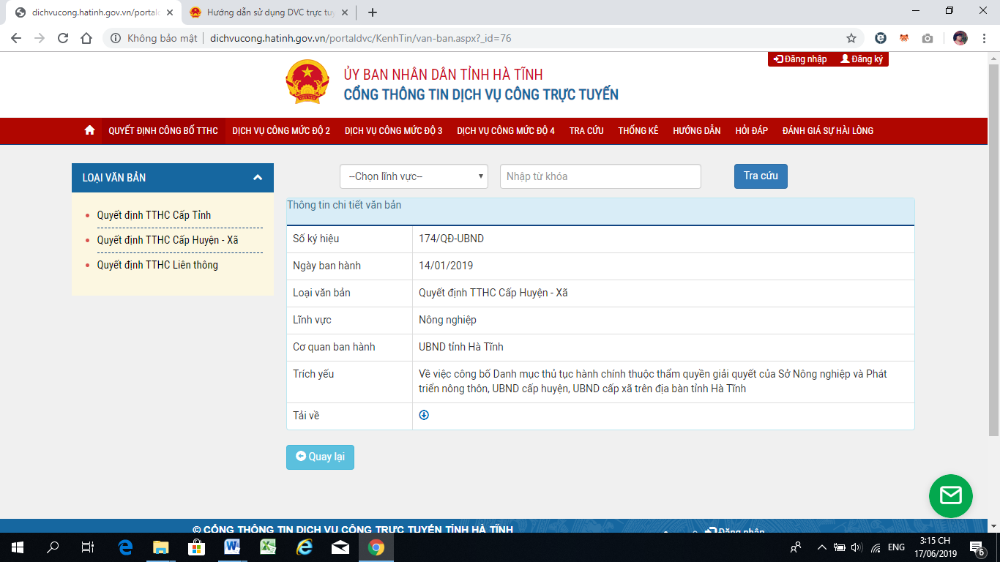 dichvucong.hatinh.gov.vn/portald
Hướng dẫn sử dụng DVC trực tuy
Không bảo mật
dichvucong.hatinh.gov.vn/portaldvc/KenhTin/van-ban.aspx?_id=76
Đăng nhập Đăng ký
ỦY BAN NHÂN DÂN TỈNH HÀ TĨNH
CỔNG THÔNG TIN DỊCH VỤ CÔNG TRỰC TUYẾN
QUYẾT ĐỊNH CÔNG BỐ TTHC DỊCH VỤ CÔNG MỨC ĐỘ 2 DỊCH VỤ CÔNG MỨC ĐỘ 3 DỊCH VỤ CÔNG MỨC ĐỘ 4 TRA CỨU THỐNG KÊ HƯỚNG DẪN HỎI ĐÁP ĐÁNH GIÁ SỰ HÀI LÒNG
LOẠI VĂN BẢN
Quyết định TTHC Cấp Tỉnh
Quyết định TTHC Cấp Huyện - Xã
Quyết định TTHC Liên thông
--Chọn lĩnh vực-- Nhập từ khóa Tra cứu
Thông tin chi tiết văn bản
Số ký hiệu 174/QĐ-UBND
Ngày ban hành 14/01/2019
Loại văn bản Quyết định TTHC Cấp Huyện - Xã
Lĩnh vực Nông nghiệp
Cơ quan ban hành UBND tỉnh Hà Tĩnh
Trích yếu Về việc công bố Danh mục thủ tục hành chính thuộc thẩm quyền giải quyết của Sở Nông nghiệp và Phát
triển nông thôn, UBND cấp huyện, UBND cấp xã trên địa bàn tỉnh Hà Tĩnh
Tải về
Quay lại
© CỔNG THÔNG TIN DỊCH VỤ CÔNG TRỰC TUYẾN TỈNH HÀ TĨNH
Đăng nhập
ENG
3:15 CH
17/06/2019
6